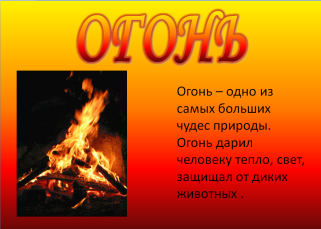 ОГОНЬ
Огонь – одно из
самых больших
чудес природы.
Огонь дарил
человеку тепло, свет,
защищал от диких
животных .